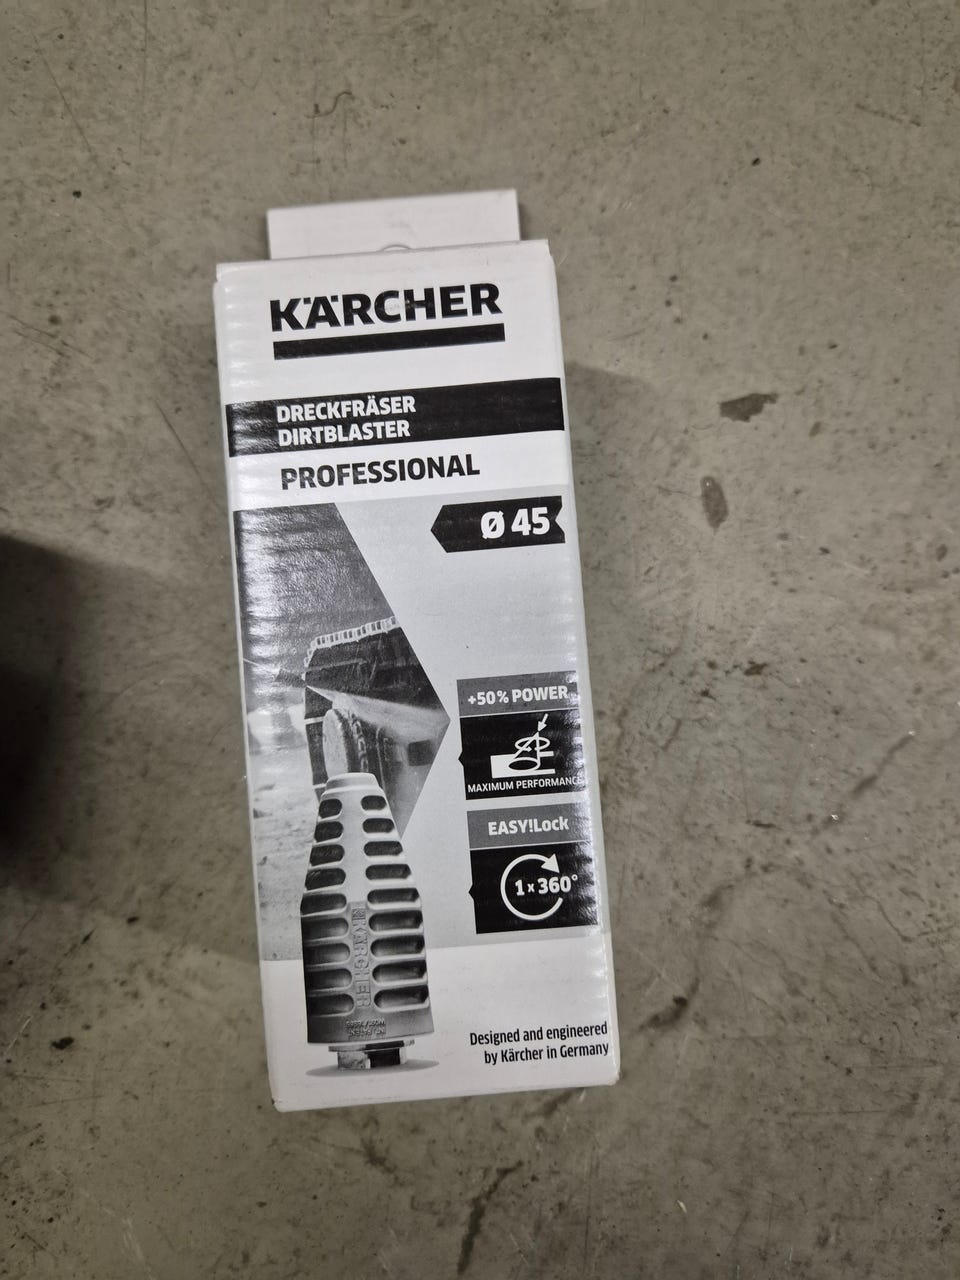 KÄRCHER
DRECKFRÄSER
DIRTBLASTER
PROFESSIONAL
Ø 45
+50% POWER
MAXIMUM PERFORMANCE
EASY!Lock
1 x 360°
KÄRCHER
Designed and engineered
by Kärcher in Germany